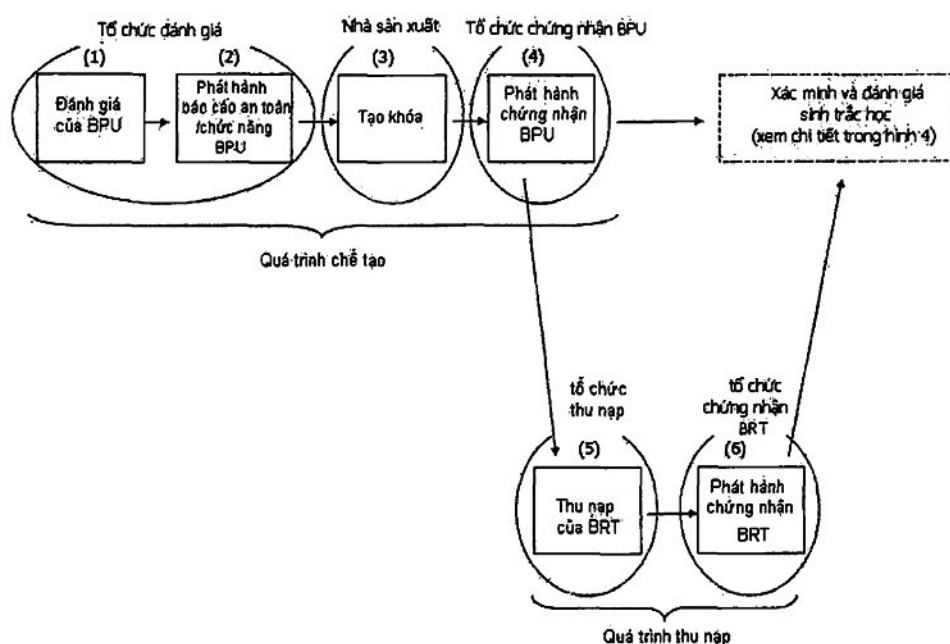 Tổ chức đánh giá
Nhà sản xuất
Tổ chức chứng nhận BPU
(1)
(2)
(3)
(4)
Đánh giá
của BPU
Phát hành
báo cáo an toàn
/chức năng
BPU
Tạo khóa
Phát hành
chứng nhận
BPU
Xác minh và đánh giá
sinh trắc học
(xem chi tiết trong hình 4)
Quá trình chế tạo
tổ chức
thu nạp
tổ chức
chứng nhận
BRT
(5)
(6)
Thu nạp
của BRT
Phát hành
chứng nhận
BRT
Quá trình thu nạp